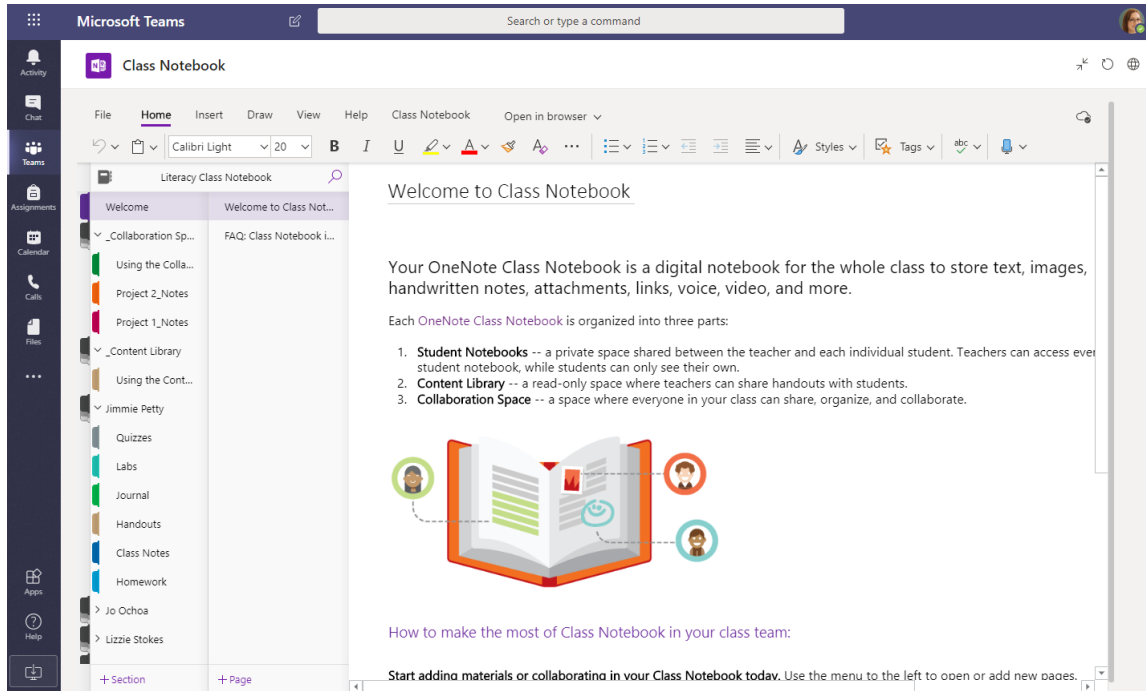 Microsoft Teams
Search or type a command
Activity
Chat
Teams
Assignments
Calendar
Calls
Files
Apps
Help
Class Notebook
File Home Insert Draw View Help Class Notebook Open in browser
Calibri Light 20 B I U A A Styles Tags abc
Literacy Class Notebook
Welcome
_Collaboration Sp...
Using the Colla...
Project 2_Notes
Project 1_Notes
_Content Library
Using the Cont...
Jimmie Petty
Quizzes
Labs
Journal
Handouts
Class Notes
Homework
Jo Ochoa
Lizzie Stokes
+ Section
Welcome to Class Not...
FAQ: Class Notebook i...
+ Page
Welcome to Class Notebook
Your OneNote Class Notebook is a digital notebook for the whole class to store text, images,
handwritten notes, attachments, links, voice, video, and more.
Each OneNote Class Notebook is organized into three parts:
1. Student Notebooks -- a private space shared between the teacher and each individual student. Teachers can access ever
student notebook, while students can only see their own.
2. Content Library -- a read-only space where teachers can share handouts with students.
3. Collaboration Space -- a space where everyone in your class can share, organize, and collaborate.
How to make the most of Class Notebook in your class team:
Start adding materials or collaborating in your Class Notebook today. Use the menu to the left to open or add new pages.